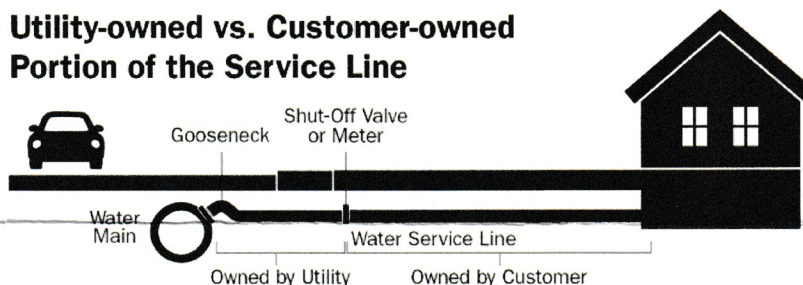 Utility-owned vs. Customer-owned
Portion of the Service Line
Shut-Off Valve
or Meter
Gooseneck
Water
Main
Water Service Line
Owned by Utility
Owned by Customer